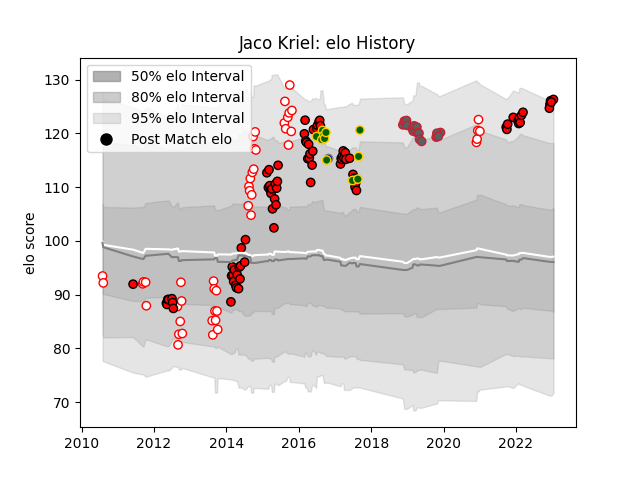 Jaco Kriel: elo History
50% elo Interval
80% elo Interval
95% elo Interval
Post Match elo
elo score
130
120
110
100
90
80
70
2010
2012
2014
2016
2018
2020
2022